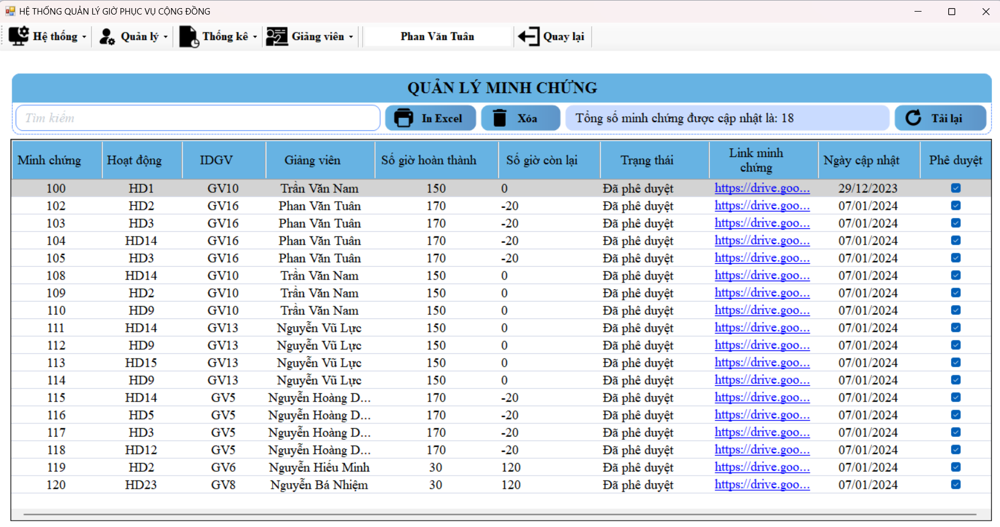 HỆ THỐNG QUẢN LÝ GIỜ PHỤC VỤ CỘNG ĐỒNG
Hệ thống Quản lý Thống kê Giảng viên Phan Văn Tuân Quay lại
QUẢN LÝ MINH CHỨNG
Tìm kiếm In Excel Xóa Tổng số minh chứng được cập nhật là: 18 Tải lại
Minh chứng Hoạt động IDGV Giảng viên Số giờ hoàn thành Số giờ còn lại Trạng thái Link minh chứng Ngày cập nhật Phê duyệt
100 HD1 GV10 Trần Văn Nam 150 0 Đã phê duyệt https://drive.goo... 29/12/2023
102 HD2 GV16 Phan Văn Tuân 170 -20 Đã phê duyệt https://drive.goo... 07/01/2024
103 HD3 GV16 Phan Văn Tuân 170 -20 Đã phê duyệt https://drive.goo... 07/01/2024
104 HD14 GV16 Phan Văn Tuân 170 -20 Đã phê duyệt https://drive.goo... 07/01/2024
105 HD3 GV16 Phan Văn Tuân 170 -20 Đã phê duyệt https://drive.goo... 07/01/2024
108 HD14 GV10 Trần Văn Nam 150 0 Đã phê duyệt https://drive.goo... 07/01/2024
109 HD2 GV10 Trần Văn Nam 150 0 Đã phê duyệt https://drive.goo... 07/01/2024
110 HD9 GV10 Trần Văn Nam 150 0 Đã phê duyệt https://drive.goo... 07/01/2024
111 HD14 GV13 Nguyễn Vũ Lực 150 0 Đã phê duyệt https://drive.goo... 07/01/2024
112 HD9 GV13 Nguyễn Vũ Lực 150 0 Đã phê duyệt https://drive.goo... 07/01/2024
113 HD15 GV13 Nguyễn Vũ Lực 150 0 Đã phê duyệt https://drive.goo... 07/01/2024
114 HD9 GV13 Nguyễn Vũ Lực 150 0 Đã phê duyệt https://drive.goo... 07/01/2024
115 HD14 GV5 Nguyễn Hoàng D... 170 -20 Đã phê duyệt https://drive.goo... 07/01/2024
116 HD5 GV5 Nguyễn Hoàng D... 170 -20 Đã phê duyệt https://drive.goo... 07/01/2024
117 HD3 GV5 Nguyễn Hoàng D... 170 -20 Đã phê duyệt https://drive.goo... 07/01/2024
118 HD12 GV5 Nguyễn Hoàng D... 170 -20 Đã phê duyệt https://drive.goo... 07/01/2024
119 HD2 GV6 Nguyễn Hiếu Minh 30 120 Đã phê duyệt https://drive.goo... 07/01/2024
120 HD23 GV8 Nguyễn Bá Nhiệm 30 120 Đã phê duyệt https://drive.goo... 07/01/2024